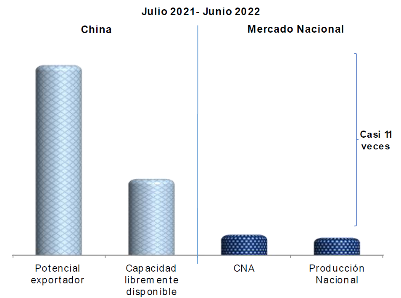 Julio 2021- Junio 2022
China
Mercado Nacional
Casi 11
veces
Potencial
exportador
Capacidad
libremente
disponible
CNA
Producción
Nacional